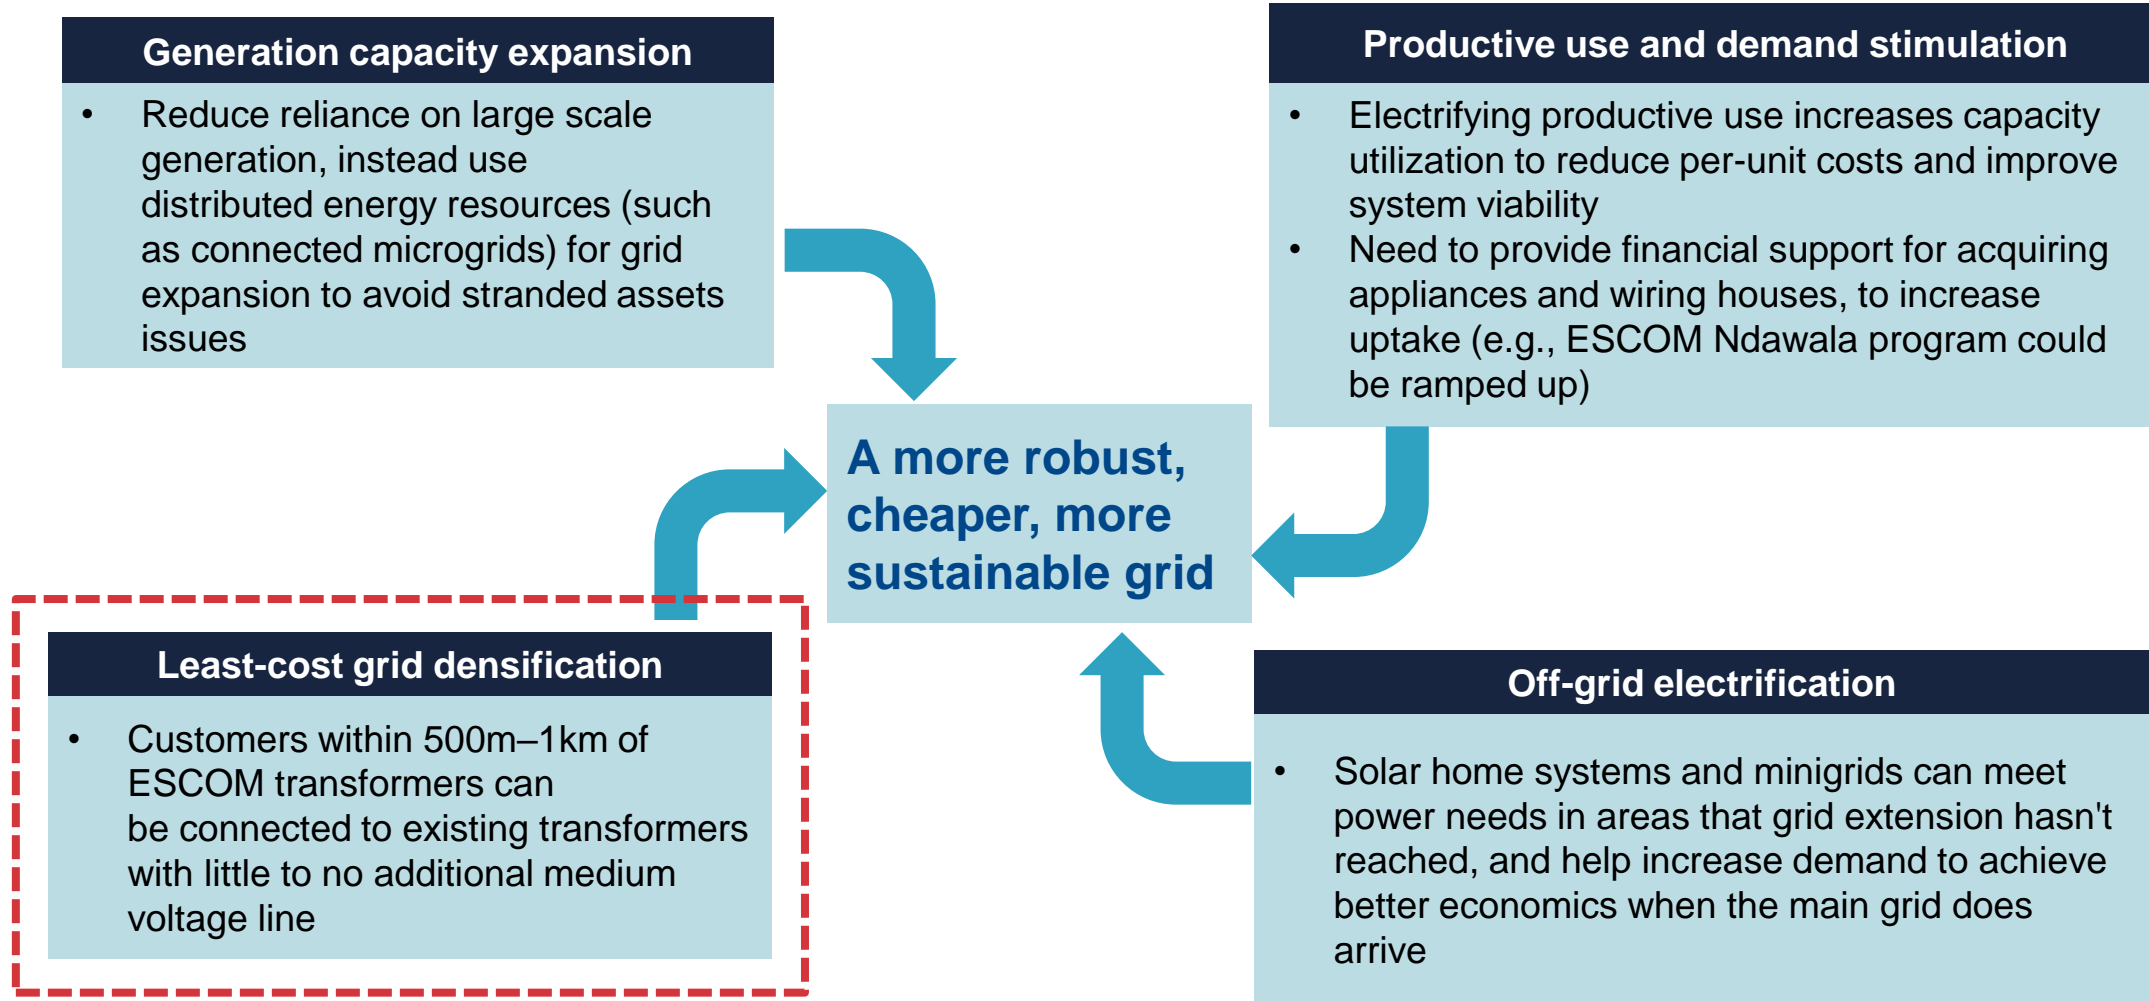 Generation capacity expansion
• Reduce reliance on large scale
generation, instead use
distributed energy resources (such
as connected microgrids) for grid
expansion to avoid stranded assets
issues
Productive use and demand stimulation
• Electrifying productive use increases capacity
utilization to reduce per-unit costs and improve
system viability
• Need to provide financial support for acquiring
appliances and wiring houses, to increase
uptake (e.g., ESCOM Ndawala program could
be ramped up)
A more robust,
cheaper, more
sustainable grid
Least-cost grid densification
• Customers within 500m–1km of
ESCOM transformers can
be connected to existing transformers
with little to no additional medium
voltage line
Off-grid electrification
• Solar home systems and minigrids can meet
power needs in areas that grid extension hasn't
reached, and help increase demand to achieve
better economics when the main grid does
arrive